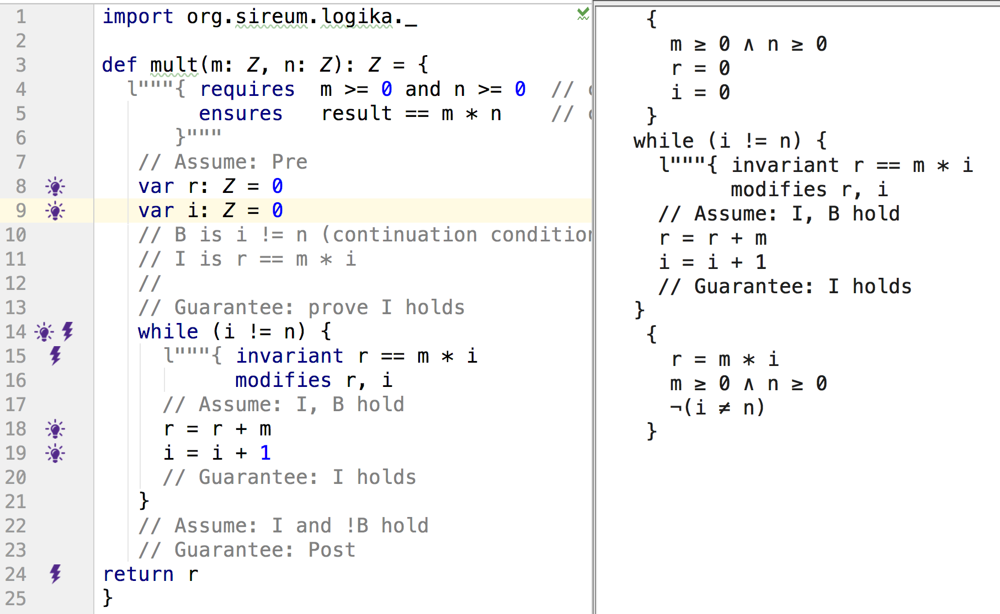 1 import org.sireum.logika._
2
3 def mult(m: Z, n: Z): Z = {
4   l"""{ requires  m >= 0 and n >= 0  //
5         ensures   result == m * n    //
6       }"""
7    // Assume: Pre
8    var r: Z = 0
9    var i: Z = 0
10    // B is i != n (continuation condition
11    // I is r == m * i
12    //
13    // Guarantee: prove I holds
14    while (i != n) {
15      l"""{ invariant r == m * i
16            modifies r, i
17      // Assume: I, B hold
18      r = r + m
19      i = i + 1
20      // Guarantee: I holds
21    }
22    // Assume: I and !B hold
23    // Guarantee: Post
24 return r
25 }
{
m ≥ 0 ∧ n ≥ 0
r = 0
i = 0
}
while (i != n) {
l"""{ invariant r == m * i
modifies r, i
// Assume: I, B hold
r = r + m
i = i + 1
// Guarantee: I holds
}
{
r = m * i
m ≥ 0 ∧ n ≥ 0
¬(i ≠ n)
}